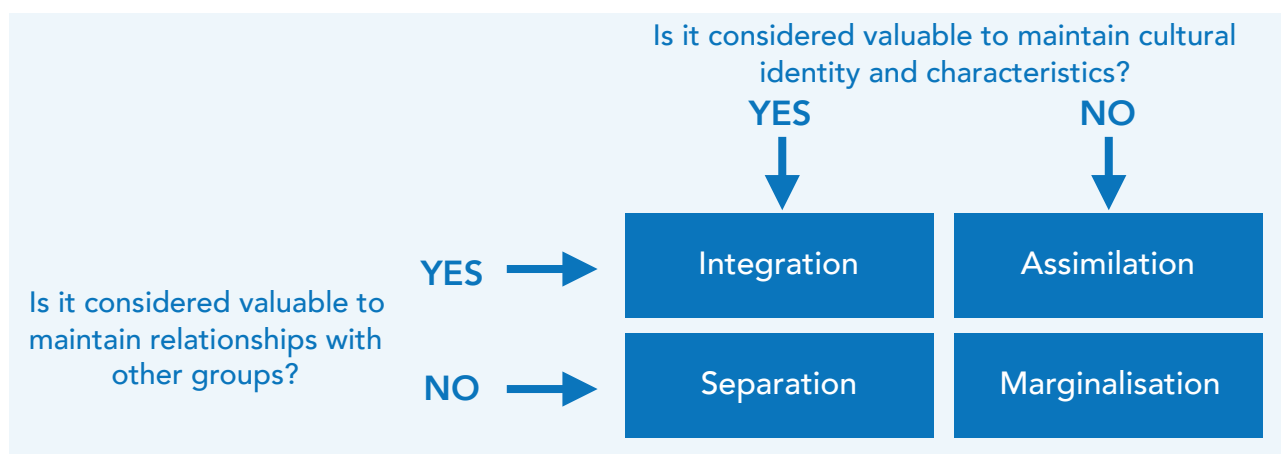 Is it considered valuable to maintain cultural
identity and characteristics?
YES NO
YES Integration Assimilation
Is it considered valuable to
maintain relationships with
other groups?
NO Separation Marginalisation